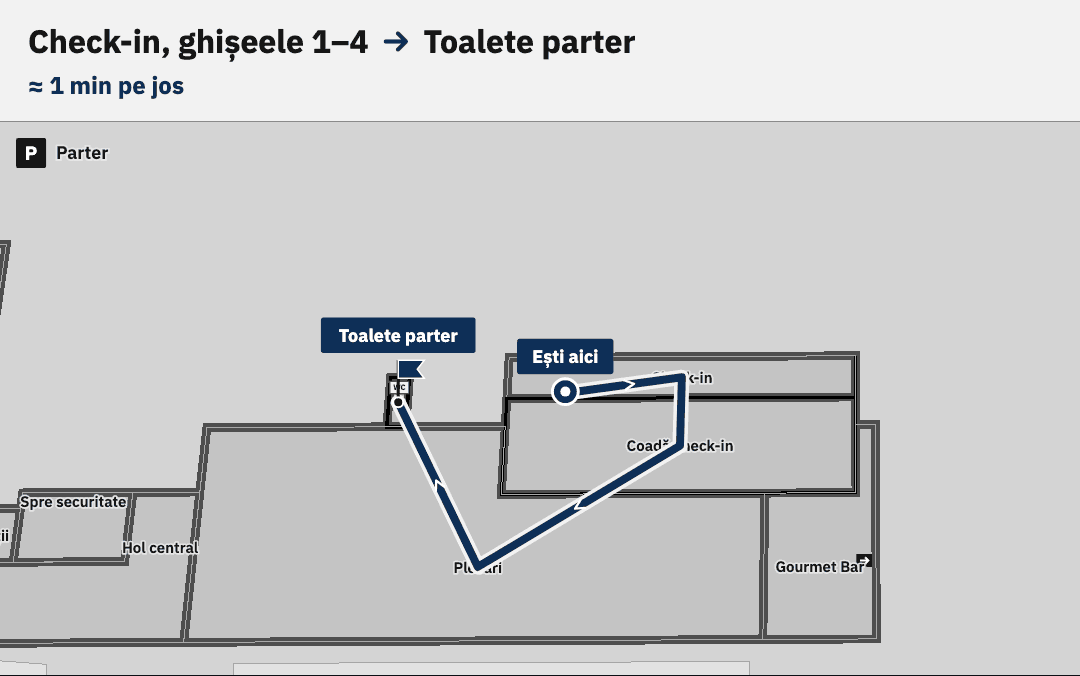 Check-in, ghișeele 1–4 → Toalete parter
≈ 1 min pe jos
P Parter
Toalete parter
Ești aici
WC
Spre securitate
Hol central
Gourmet Bar